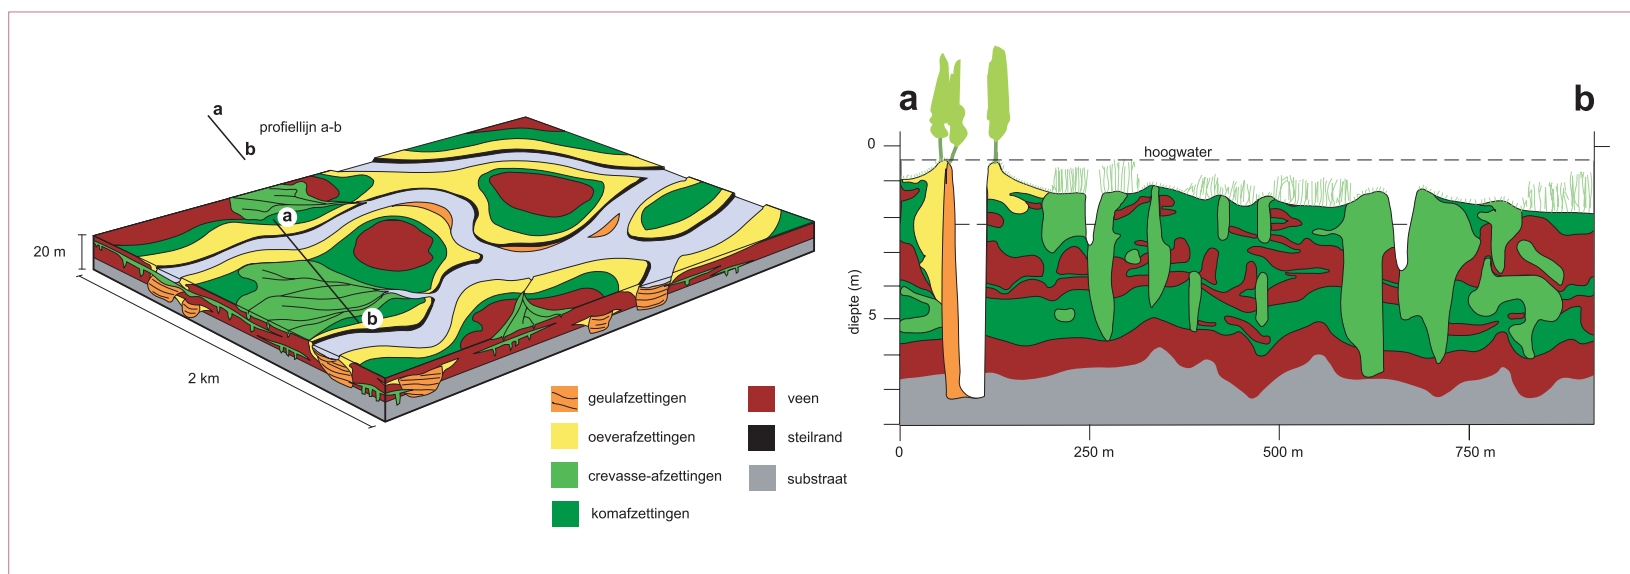 a
b
profiellijn a-b
a
b
20 m
2 km
geulafzettingen
oeverafzettingen
crevasse-afzettingen
komafzettingen
veen
steilrand
substraat
a
b
hoogwater
0
5
diepte (m)
0
250 m
500 m
750 m